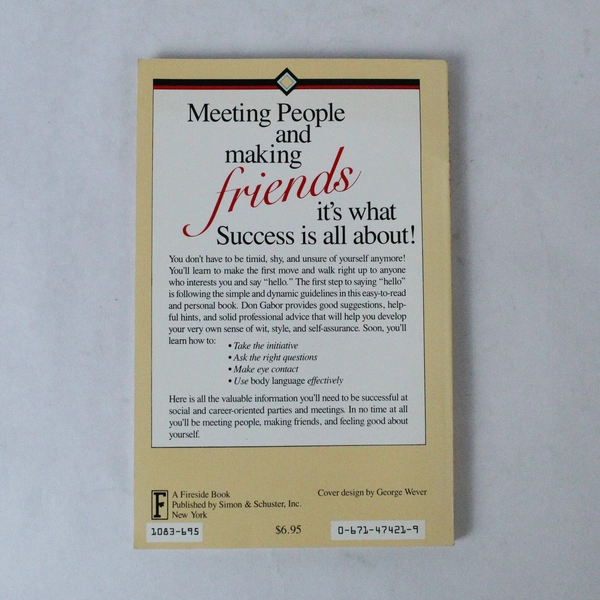 Meeting People
and
making
friends
it's what
Success is all about!
You don't have to be timid, shy, and unsure of yourself anymore!
You'll learn to make the first move and walk right up to anyone
who interests you and say “hello.” The first step to saying “hello”
is following the simple and dynamic guidelines in this easy-to-read
and personal book. Don Gabor provides good suggestions, help-
ful hints, and solid professional advice that will help you develop
your very own sense of wit, style, and self-assurance. Soon, you'll
learn how to:
• Take the initiative
• Ask the right questions
• Make eye contact
• Use body language effectively
Here is all the valuable information you'll need to be successful at
social and career-oriented parties and meetings. In no time at all
you'll be meeting people, making friends, and feeling good about
yourself.
F
A Fireside Book
Published by Simon & Schuster, Inc.
New York
Cover design by George Wever
1083-695
$6.95
0-671-47421-9